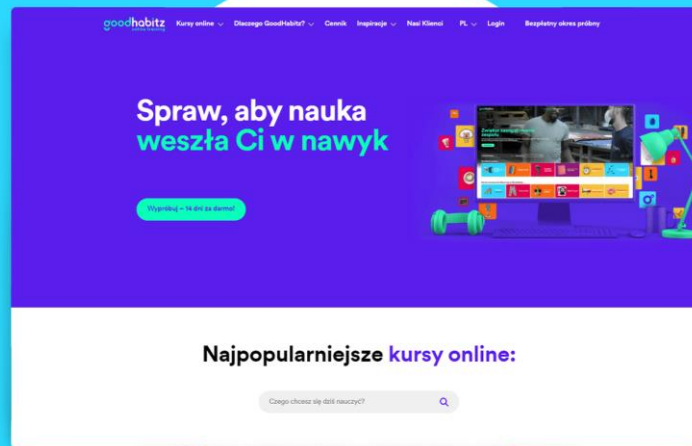 goodhabitz
online training
Kursy online
Dlaczego GoodHabitz?
Cennik
Inspiracje
Nasi Klienci
PL
Login
Bezpłatny okres próbny
Spraw, aby nauka
weszła Ci w nawyk
Wypróbuj – 14 dni za darmo!
Najpopularniejsze kursy online:
Czego chcesz się dziś nauczyć?